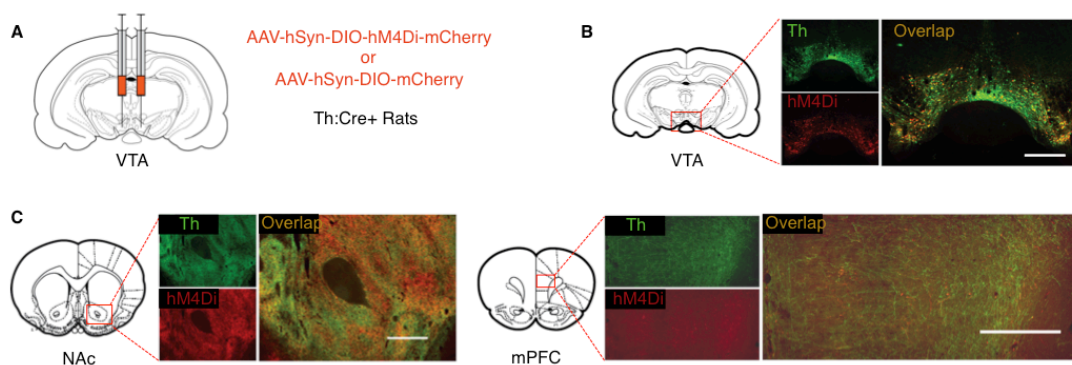 A
AAV-hSyn-DIO-hM4Di-mCherry
or
AAV-hSyn-DIO-mCherry
Th:Cre+ Rats
VTA
B
Th
hM4Di
Overlap
VTA
C
Th
hM4Di
Overlap
NAc
Th
hM4Di
Overlap
mPFC